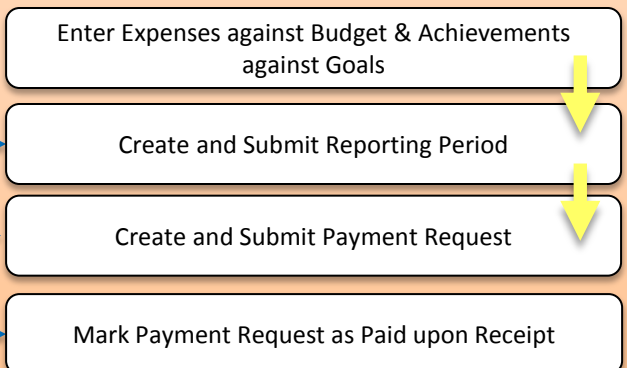 Enter Expenses against Budget & Achievements
against Goals
Create and Submit Reporting Period
Create and Submit Payment Request
Mark Payment Request as Paid upon Receipt